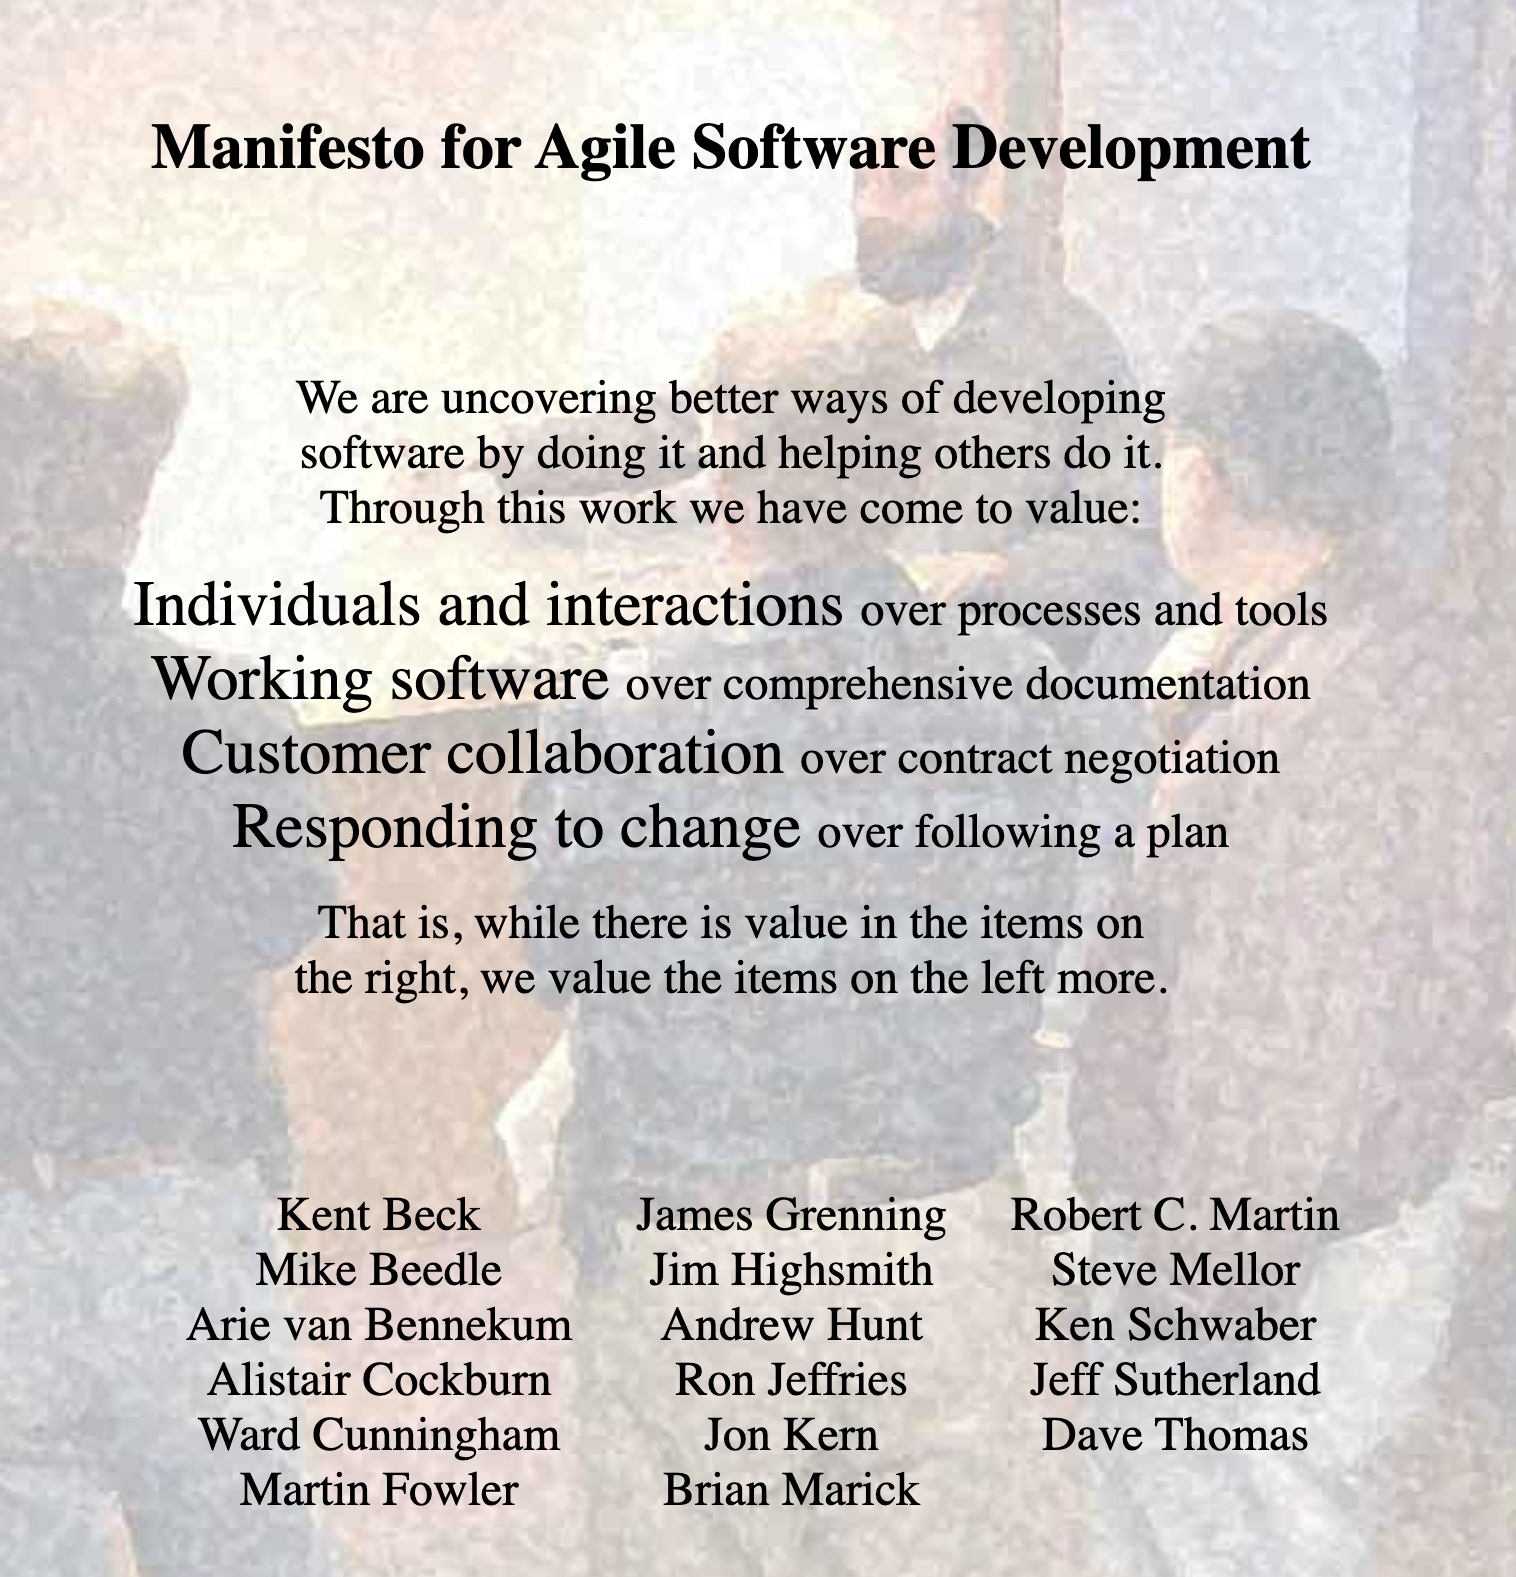 Manifesto for Agile Software Development
We are uncovering better ways of developing
software by doing it and helping others do it.
Through this work we have come to value:
Individuals and interactions over processes and tools
Working software over comprehensive documentation
Customer collaboration over contract negotiation
Responding to change over following a plan
That is, while there is value in the items on
the right, we value the items on the left more.
Kent Beck
Mike Beedle
Arie van Bennekum
Alistair Cockburn
Ward Cunningham
Martin Fowler
James Grenning
Jim Highsmith
Andrew Hunt
Ron Jeffries
Jon Kern
Brian Marick
Robert C. Martin
Steve Mellor
Ken Schwaber
Jeff Sutherland
Dave Thomas